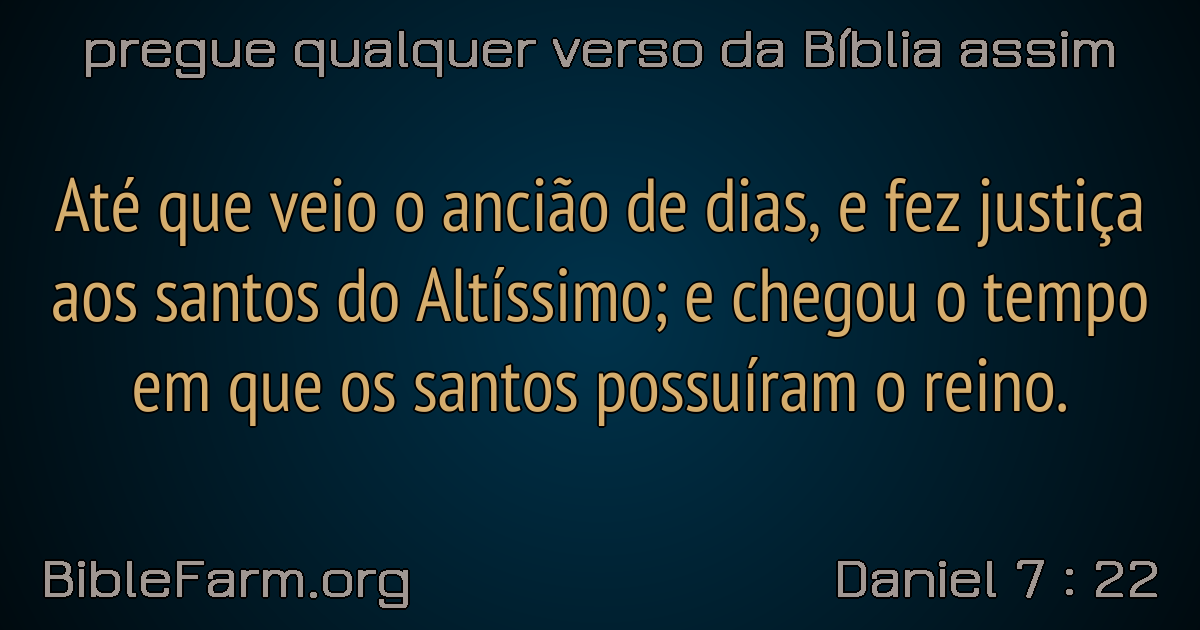 pregue qualquer verso da Bíblia assim
Até que veio o ancião de dias, e fez justiça
aos santos do Altíssimo; e chegou o tempo
em que os santos possuíram o reino.
BibleFarm.org
Daniel 7 : 22